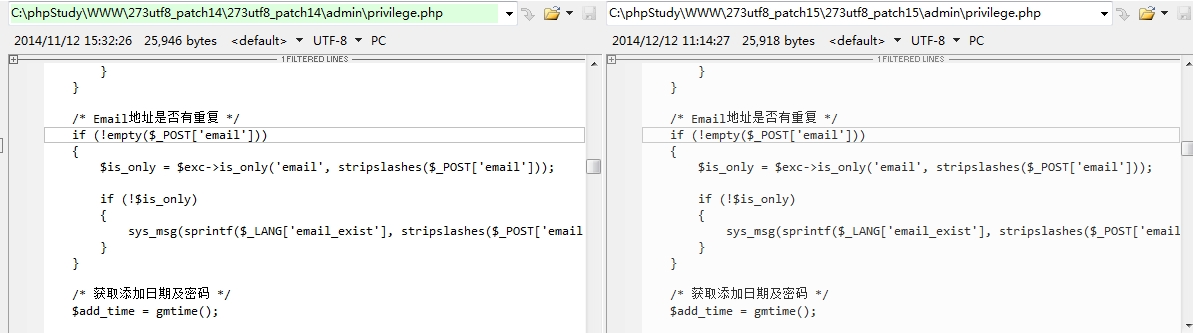 C:\phpStudy\WWW\273utf8_patch14\273utf8_patch14\admin\privilege.php
2014/11/12 15:32:26 25,946 bytes <default> UTF-8 PC
1 FILTERED LINES
}
}
/* Email地址是否有重复 */
if (!empty($_POST['email']))
{
$is_only = $exc->is_only('email', stripslashes($_POST['email']));
if (!$is_only)
{
sys_msg(sprintf($_LANG['email_exist'], stripslashes($_POST['email
}
}
/* 获取添加日期及密码 */
$add_time = gmtime();
C:\phpStudy\WWW\273utf8_patch15\273utf8_patch15\admin\privilege.php
2014/12/12 11:14:27 25,918 bytes <default> UTF-8 PC
1 FILTERED LINES
}
}
/* Email地址是否有重复 */
if (!empty($_POST['email']))
{
$is_only = $exc->is_only('email', stripslashes($_POST['email']));
if (!$is_only)
{
sys_msg(sprintf($_LANG['email_exist'], stripslashes($_POST['email
}
}
/* 获取添加日期及密码 */
$add_time = gmtime();